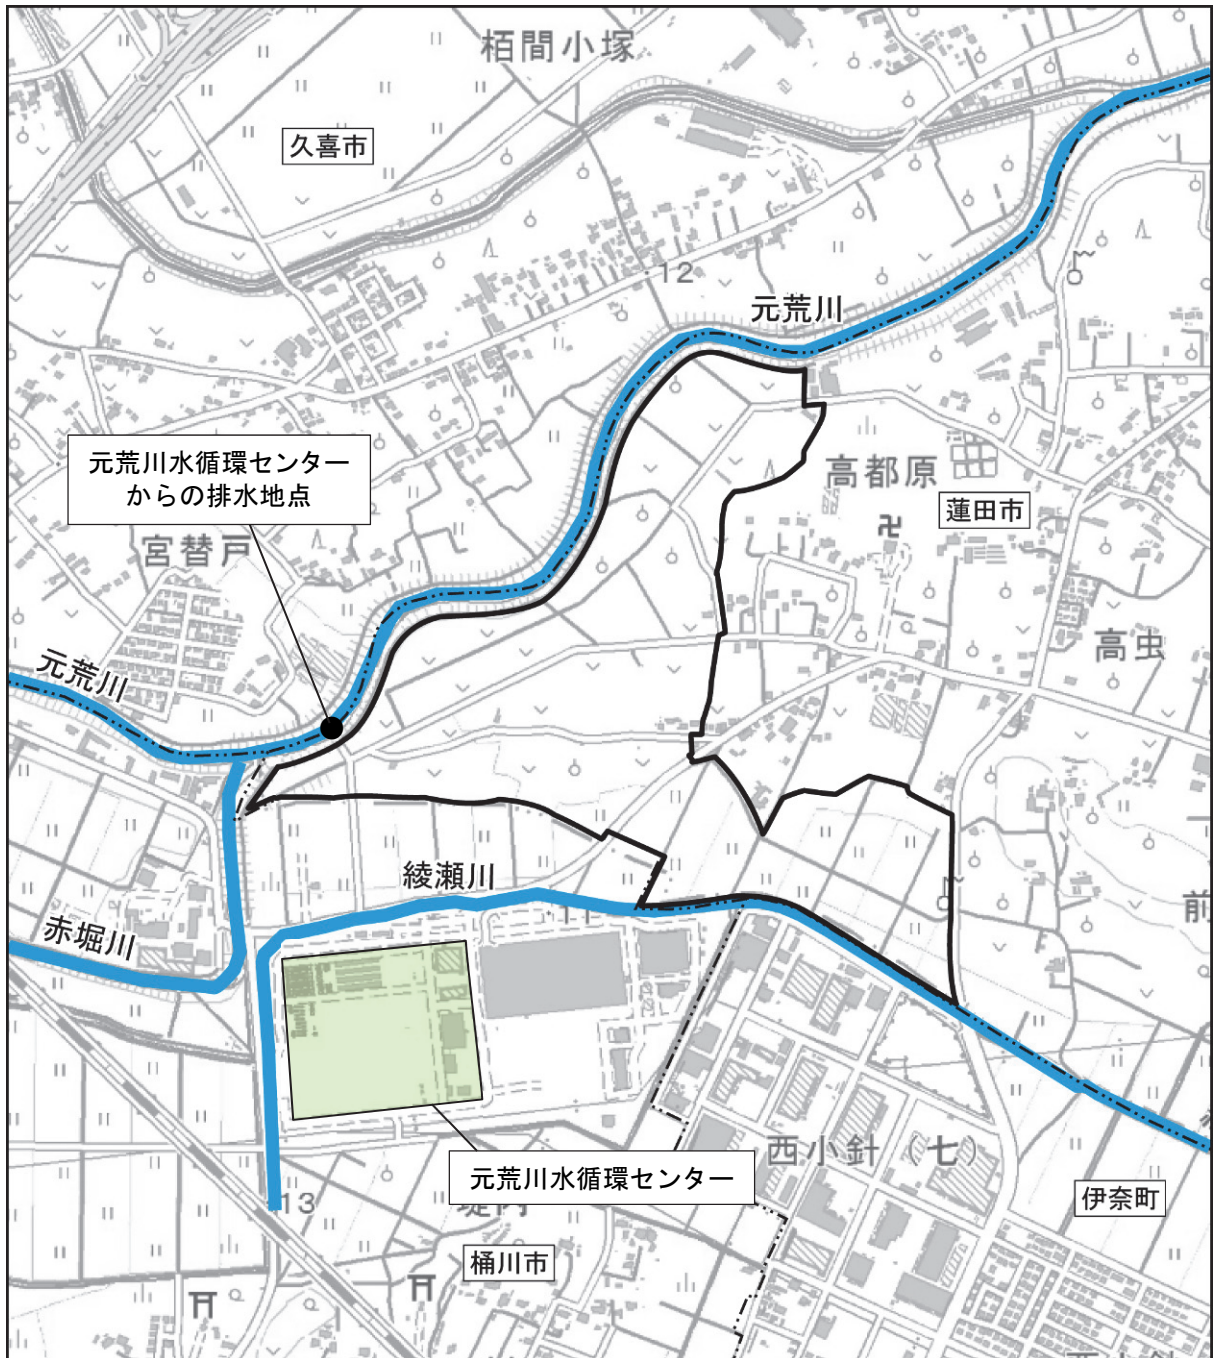 栢間小塚
久喜市
12
元荒川
元荒川水循環センター
からの排水地点
高都原
蓮田市
宮替戸
高虫
元荒川
綾瀬川
前
赤堀川
11
西小針(七)
元荒川水循環センター
伊奈町
13
堤内
桶川市